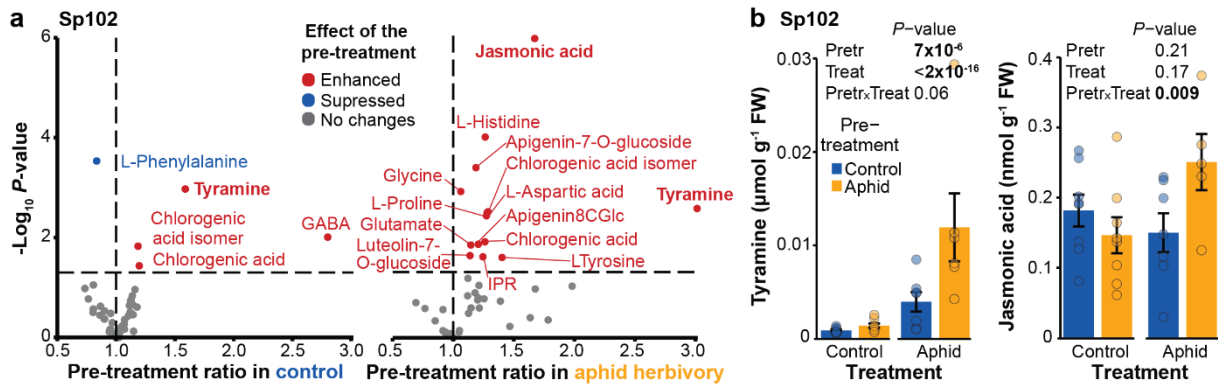 a
Sp102
Effect of the
pre-treatment
Enhanced
Supressed
No changes
-Log10 P-value
6
4
2
0
L-Phenylalanine
Tyramine
Chlorogenic
acid isomer
Chlorogenic acid
GABA
0.5 1.0 1.5 2.0 2.5 3.0
Pre-treatment ratio in control
Jasmonic acid
L-Histidine
Apigenin-7-O-glucoside
Chlorogenic acid isomer
Glycine
L-Aspartic acid
Tyramine
L-Proline
Apigenin8CGlc
Glutamate
Chlorogenic acid
Luteolin-7-
O-glucoside
LTyrosine
IPR
0.5 1.0 1.5 2.0 2.5 3.0
Pre-treatment ratio in aphid herbivory
b
P-value
Pretr 7x10-6
Treat <2x10-16
PretrxTreat 0.06
Pre-
treatment
Control
Aphid
Tyramine (µmol g-1 FW)
0.03
0.02
0.01
0
Control Aphid
Treatment
P-value
Pretr 0.21
Treat 0.17
PretrxTreat 0.009
Jasmonic acid (nmol g-1 FW)
0.4
0.3
0.2
0.1
0
Control Aphid
Treatment